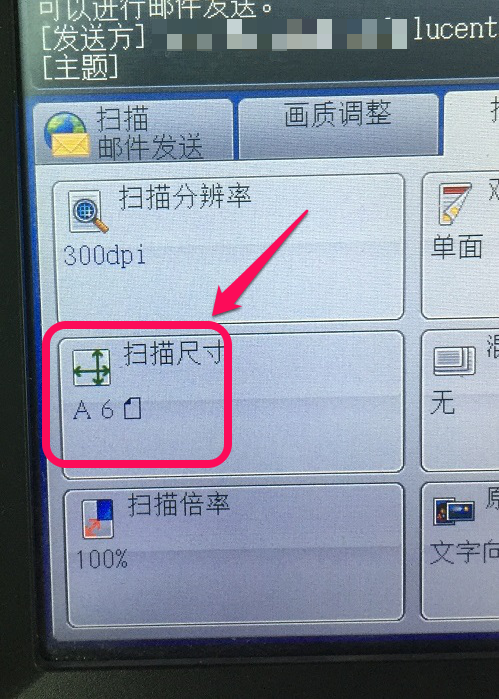 可以进行邮件发送。
[发送方] lucent
[主题]
扫描
邮件发送
画质调整
扫描分辨率
300dpi
单面
扫描尺寸
A 6
无
扫描倍率
100%
文字向